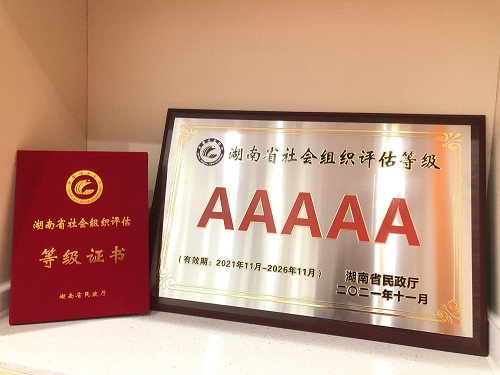 湖南省社会组织评估
等级证书
湖南省民政厅
湖南省社会组织评估等级
AAAAA
(有效期：2021年11月-2026年11月)
湖南省民政厅
二〇二一年十一月